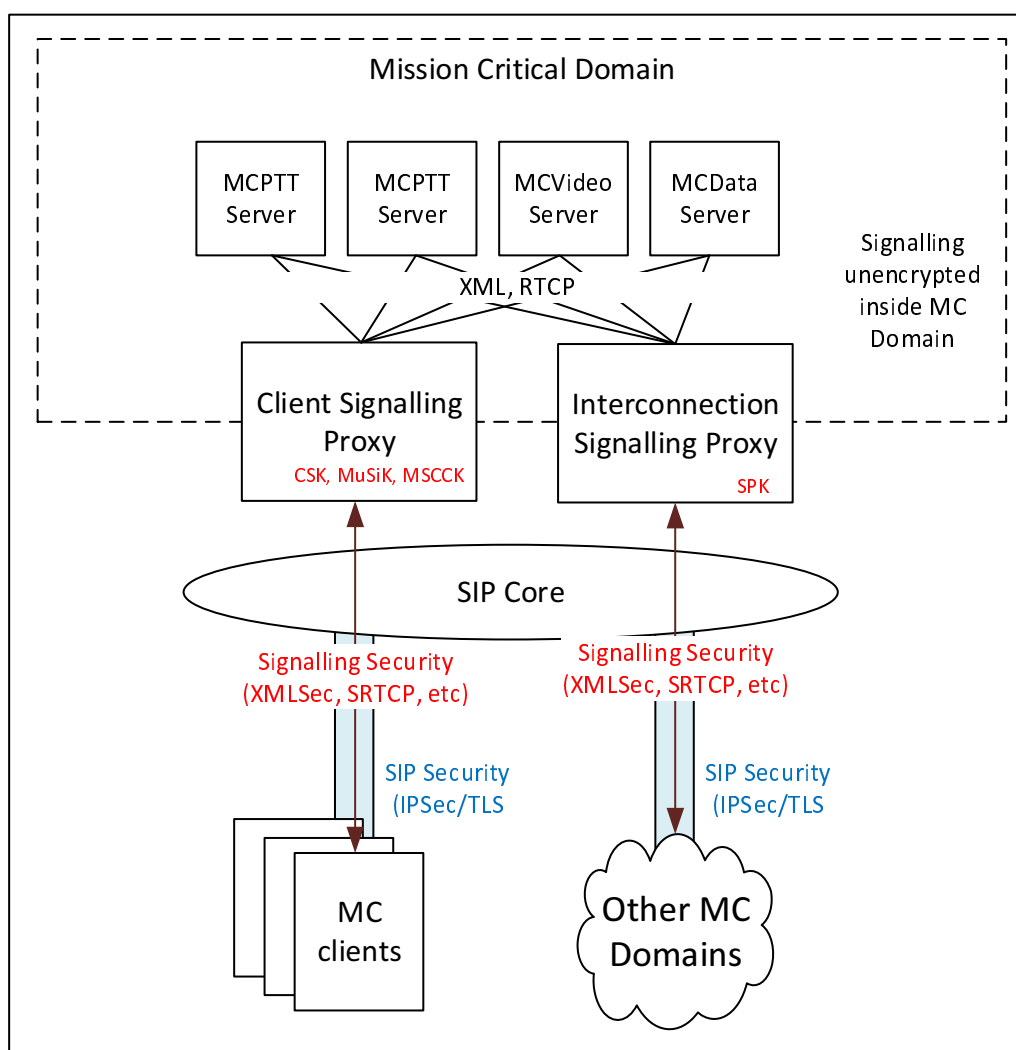 Mission Critical Domain
MCPTT
Server
MCPTT
Server
MCVideo
Server
MCData
Server
Signalling
unencrypted
inside MC
Domain
XML, RTCP
Client Signalling
Proxy
CSK, MuSiK, MSCCK
Interconnection
Signalling Proxy
SPK
SIP Core
Signalling Security
(XMLSec, SRTCP, etc)
Signalling Security
(XMLSec, SRTCP, etc)
SIP Security
(IPSec/TLS
SIP Security
(IPSec/TLS
MC
clients
Other MC
Domains